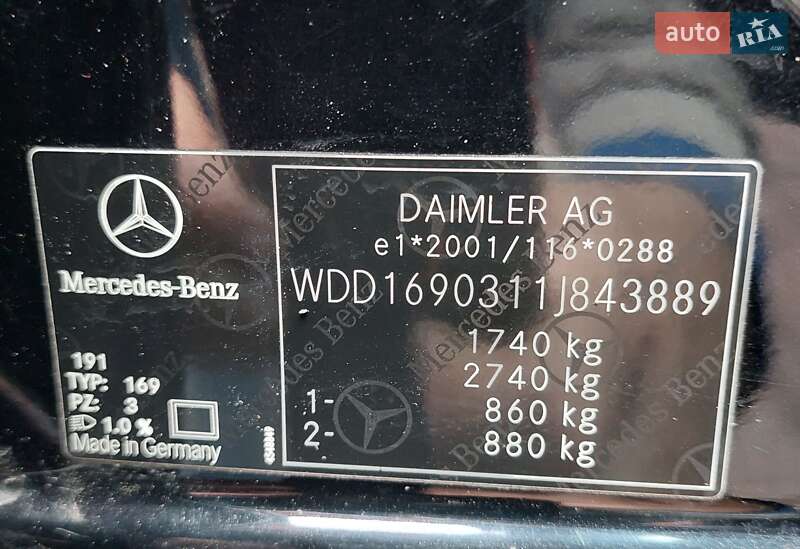 auto RIA.com
DAIMLER AG
e1*2001/116*0288
WDD1690311J843889
1740 kg
2740 kg
1- 860 kg
2- 880 kg
Mercedes-Benz
191
TYP: 169
PZ: 3
1.0 %
Made in Germany